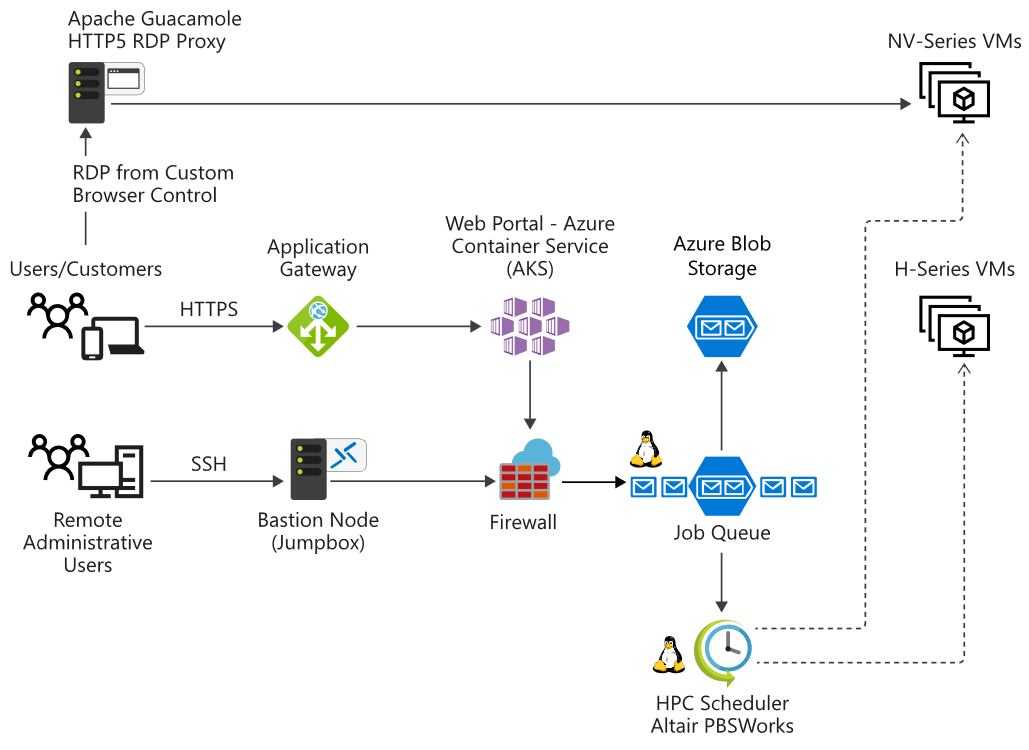 Apache Guacamole
HTTP5 RDP Proxy
NV-Series VMs
RDP from Custom
Browser Control
Users/Customers
HTTPS
Application
Gateway
Web Portal - Azure
Container Service
(AKS)
Azure Blob
Storage
H-Series VMs
Remote
Administrative
Users
SSH
Bastion Node
(Jumpbox)
Firewall
Job Queue
HPC Scheduler
Altair PBSWorks